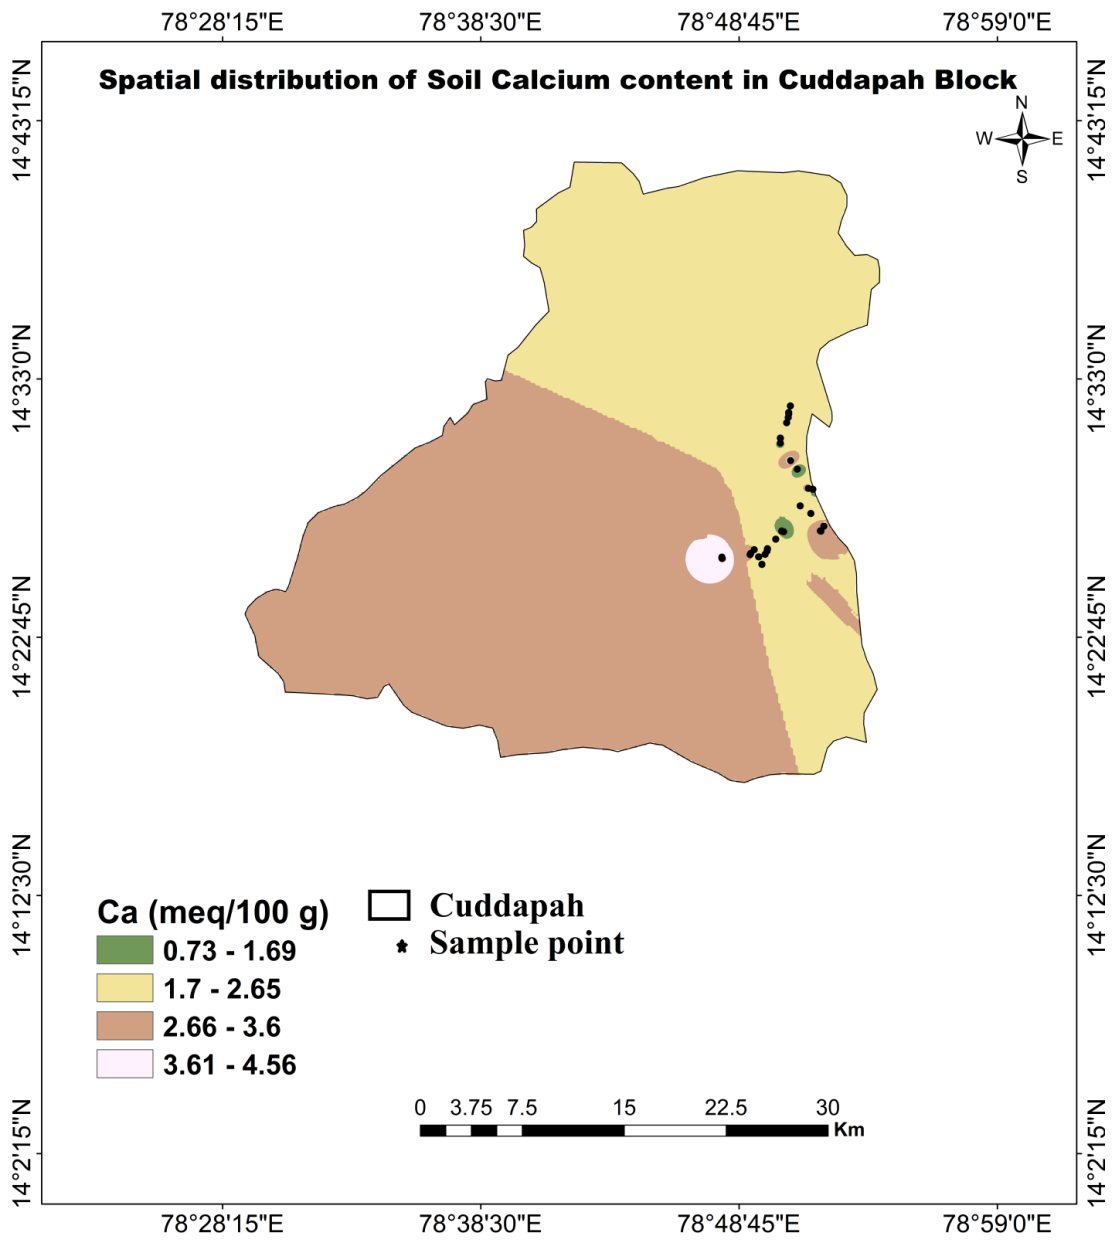 78°28'15"E 78°38'30"E 78°48'45"E 78°59'0"E
Spatial distribution of Soil Calcium content in Cuddapah Block
N
W E
S
14°43'15"N 14°43'15"N
14°33'0"N 14°33'0"N
14°22'45"N 14°22'45"N
14°12'30"N 14°12'30"N
14°2'15"N 14°2'15"N
Ca (meq/100 g)
0.73 - 1.69
1.7 - 2.65
2.66 - 3.6
3.61 - 4.56
Cuddapah
Sample point
0 3.75 7.5 15 22.5 30
Km
78°28'15"E 78°38'30"E 78°48'45"E 78°59'0"E